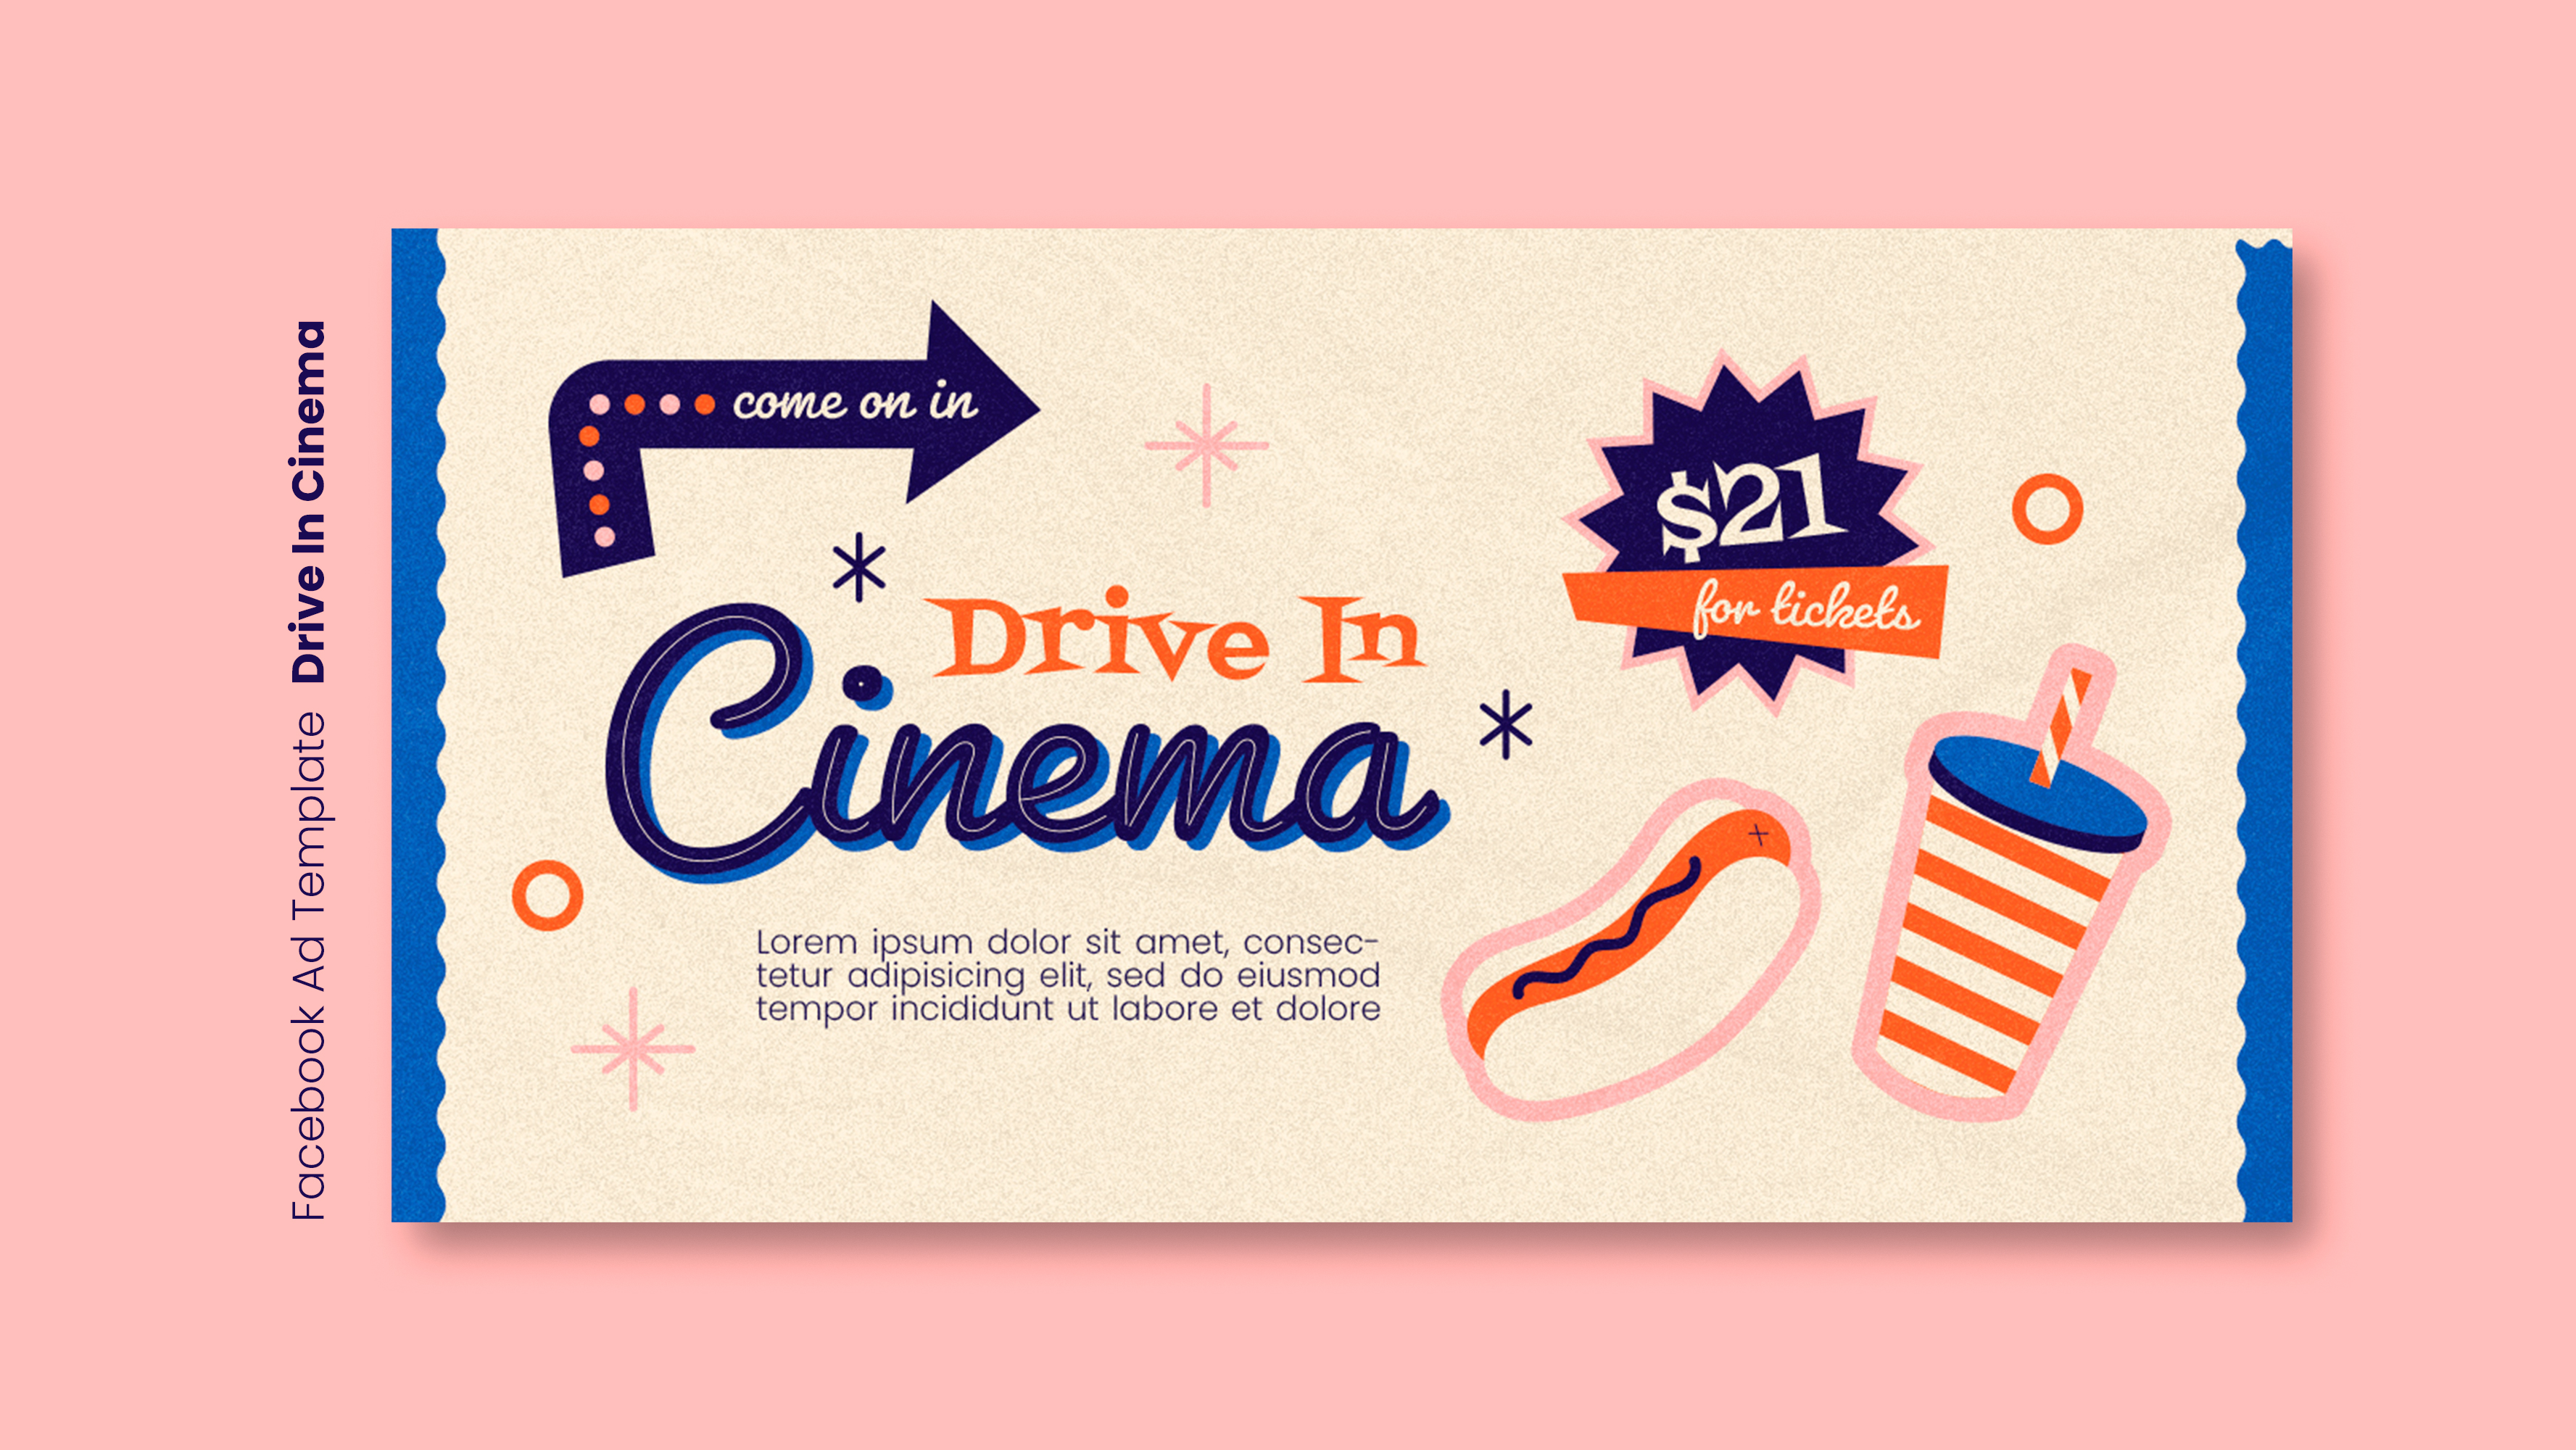 Facebook Ad Template Drive In Cinema
come on in
Drive In
Cinema
$21
for tickets
Lorem ipsum dolor sit amet, consec-
tetur adipisicing elit, sed do eiusmod
tempor incididunt ut labore et dolore